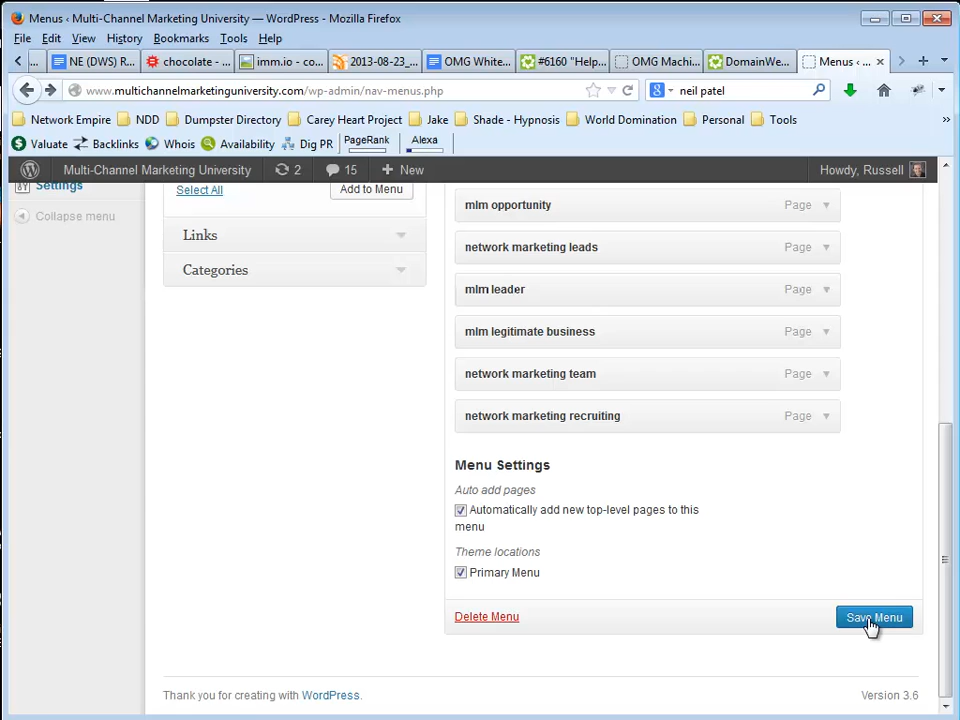 Menus ‹ Multi-Channel Marketing University — WordPress - Mozilla Firefox
File Edit View History Bookmarks Tools Help
... NE (DWS) R... chocolate - ... imm.io - co... 2013-08-23_... OMG White... #6160 "Help... OMG Machi... DomainWe... Menus ‹ ... ×
www.multichannelmarketinguniversity.com/wp-admin/nav-menus.php neil patel
Network Empire NDD Dumpster Directory Carey Heart Project Jake Shade - Hypnosis World Domination Personal Tools »
Valuate Backlinks Whois Availability Dig PR PageRank Alexa
Multi-Channel Marketing University 2 15 + New Howdy, Russell
Settings Select All Add to Menu
Collapse menu
mlm opportunity Page
Links
network marketing leads Page
Categories
mlm leader Page
mlm legitimate business Page
network marketing team Page
network marketing recruiting Page
Menu Settings
Auto add pages
Automatically add new top-level pages to this
menu
Theme locations
Primary Menu
Delete Menu Save Menu
Thank you for creating with WordPress. Version 3.6